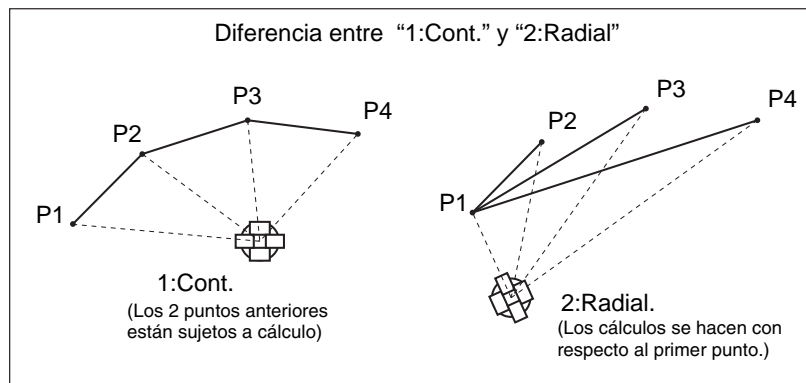 Diferencia entre “1:Cont.” y “2:Radial”
P1
P2
P3
P4
1:Cont.
(Los 2 puntos anteriores
están sujetos a cálculo)
P1
P2
P3
P4
2:Radial.
(Los cálculos se hacen con
respecto al primer punto.)